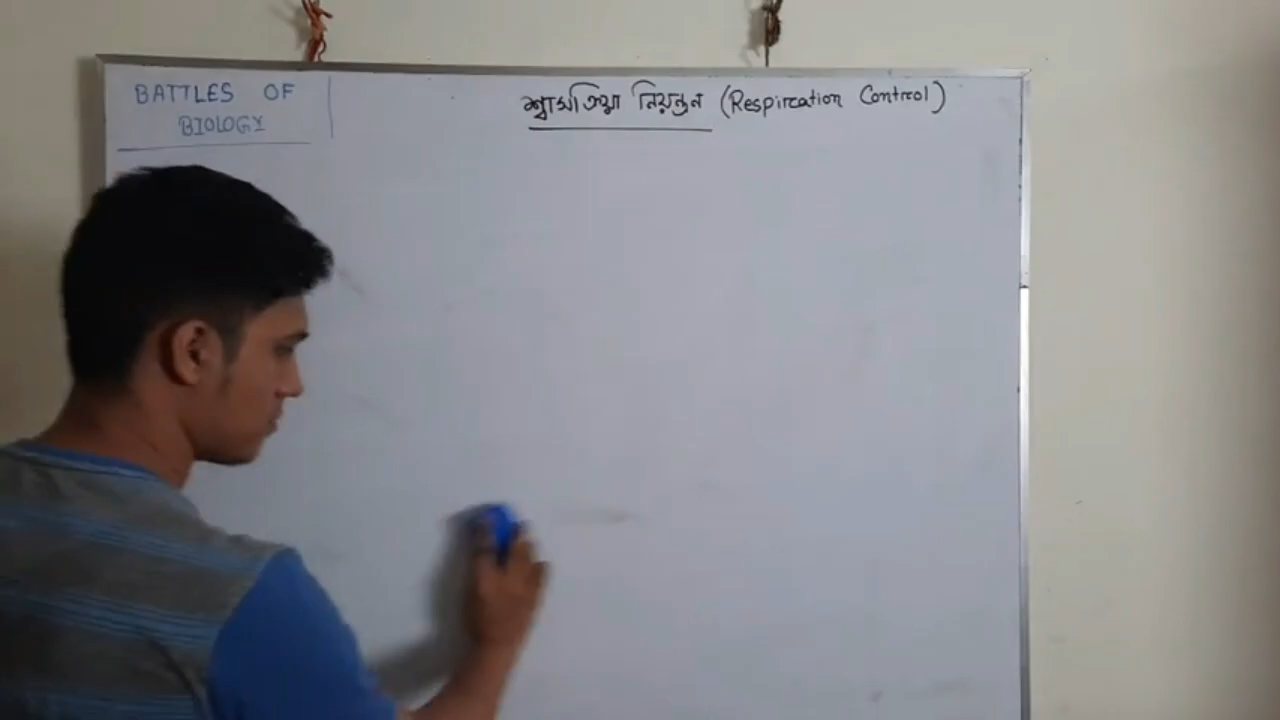 BATTLES OF
BIOLOGY
শ্বাসক্রিয়া নিয়ন্ত্রন (Respiration Control)